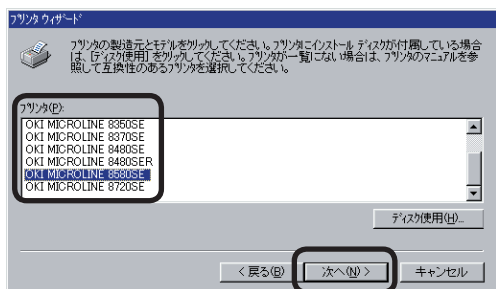 プリンタ ウィザード
プリンタの製造元とモデルをクリックしてください。プリンタにインストール ディスクが付属している場合
は、[ディスク使用] をクリックしてください。プリンタが一覧にない場合は、プリンタのマニュアルを参
照して互換性のあるプリンタを選択してください。
プリンタ(P):
OKI MICROLINE 8350SE
OKI MICROLINE 8370SE
OKI MICROLINE 8480SE
OKI MICROLINE 8480SER
OKI MICROLINE 8580SE
OKI MICROLINE 8720SE
ディスク使用(H)...
< 戻る(B)
次へ(N) >
キャンセル